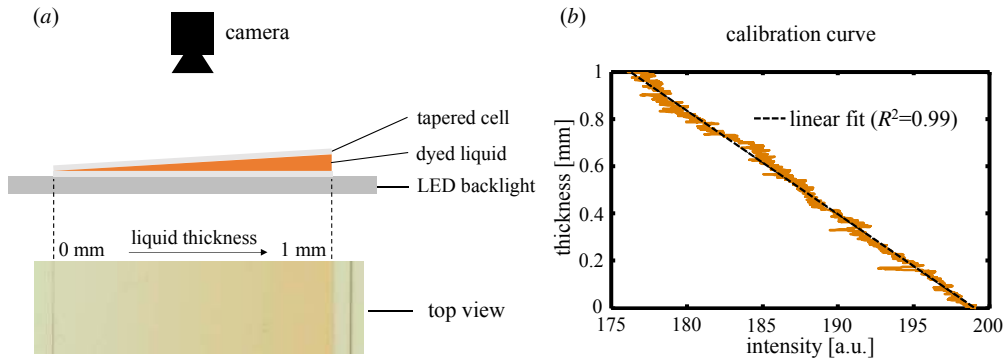 (a)
camera
tapered cell
dyed liquid
LED backlight
liquid thickness
0 mm
1 mm
top view
(b)
calibration curve
linear fit (R²=0.99)
thickness [mm]
1
0.8
0.6
0.4
0.2
0
175
180
185
190
195
200
intensity [a.u.]